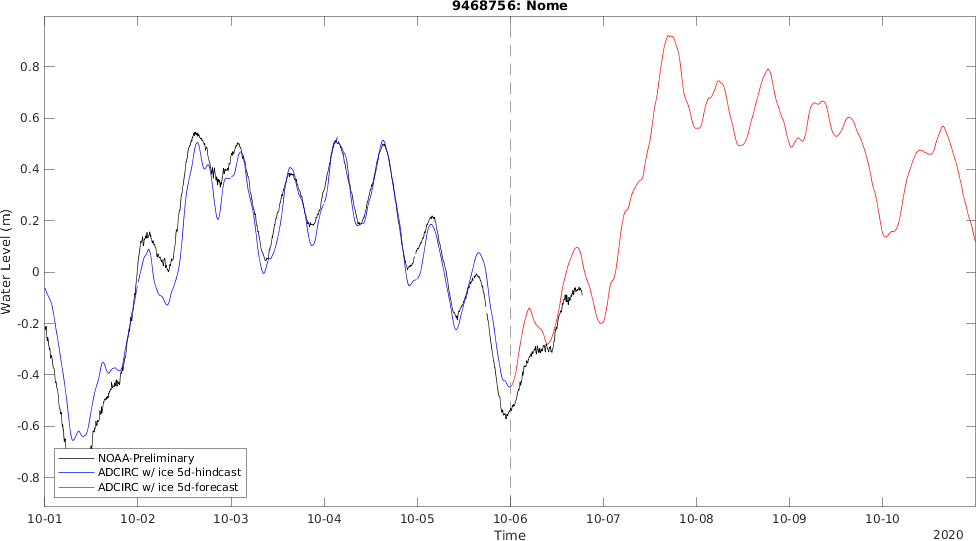 9468756: Nome
Water Level (m)
0.8
0.6
0.4
0.2
0
-0.2
-0.4
-0.6
-0.8
NOAA-Preliminary
ADCIRC w/ ice 5d-hindcast
ADCIRC w/ ice 5d-forecast
10-01 10-02 10-03 10-04 10-05 10-06 10-07 10-08 10-09 10-10
Time
2020